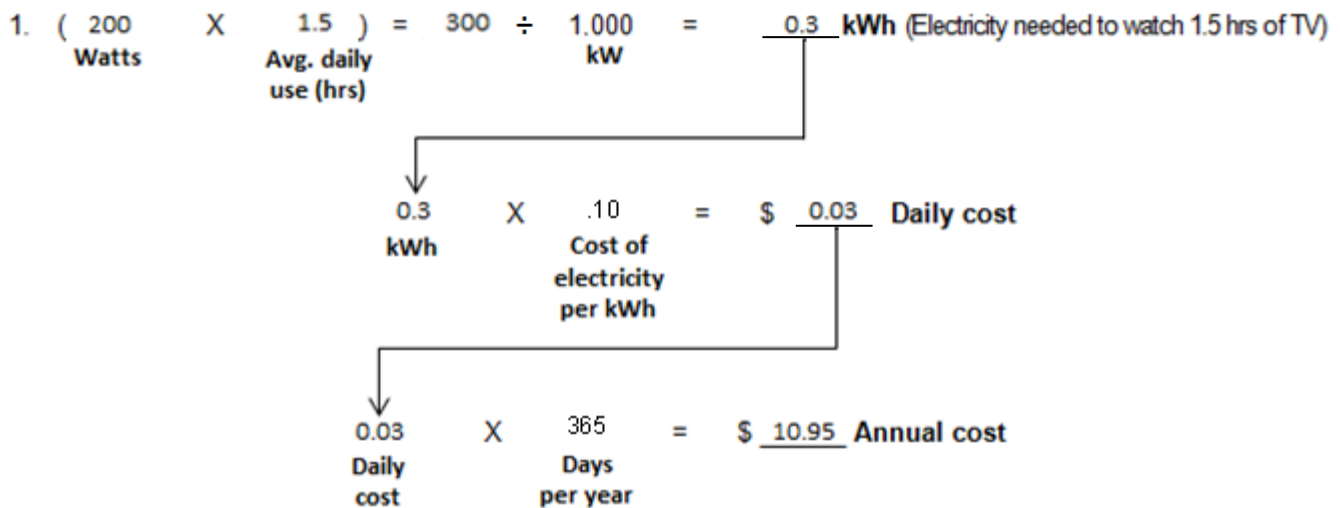 1. ( 200 X 1.5 ) = 300 ÷ 1.000 = 0.3 kWh (Electricity needed to watch 1.5 hrs of TV)
Watts Avg. daily kW
use (hrs)
0.3 X .10 = $ 0.03 Daily cost
kWh Cost of
electricity
per kWh
0.03 X 365 = $ 10.95 Annual cost
Daily Days
cost per year